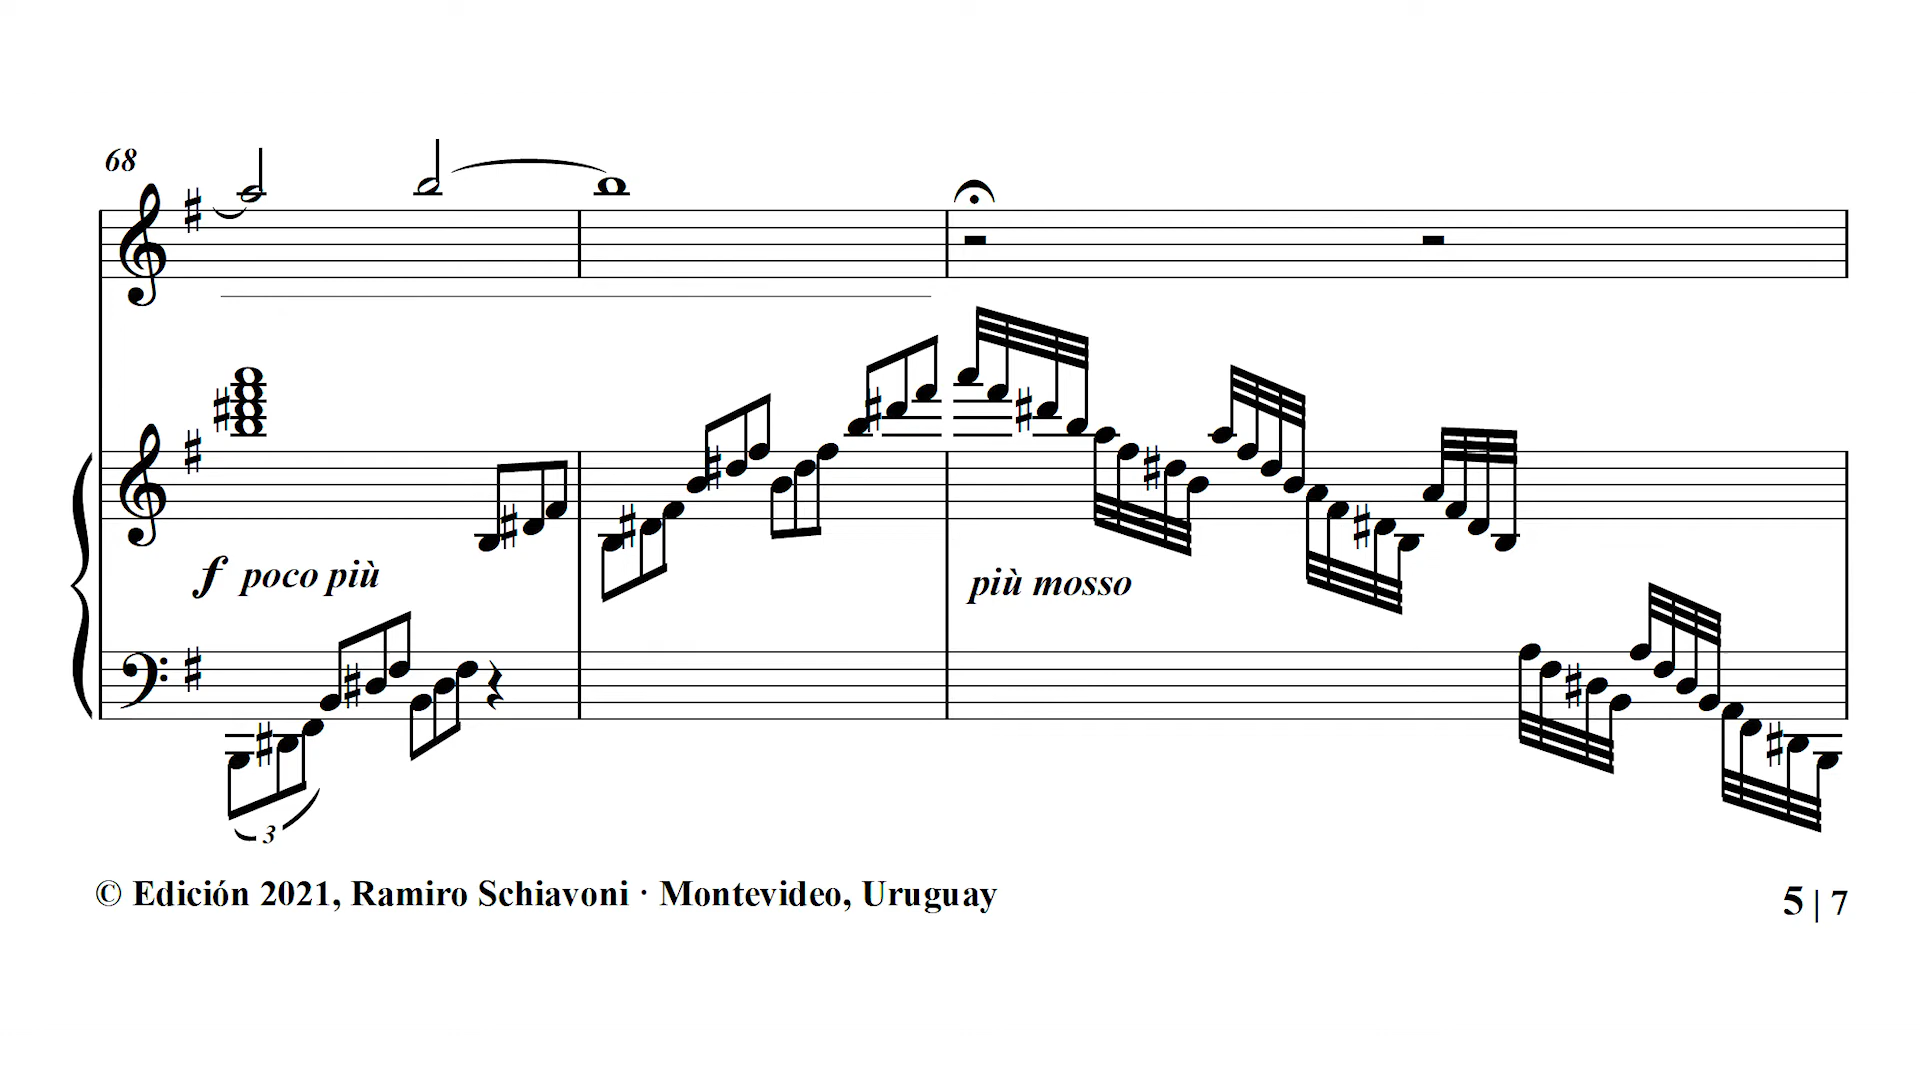 68
f poco più
più mosso
3
© Edición 2021, Ramiro Schiavoni · Montevideo, Uruguay
5 | 7